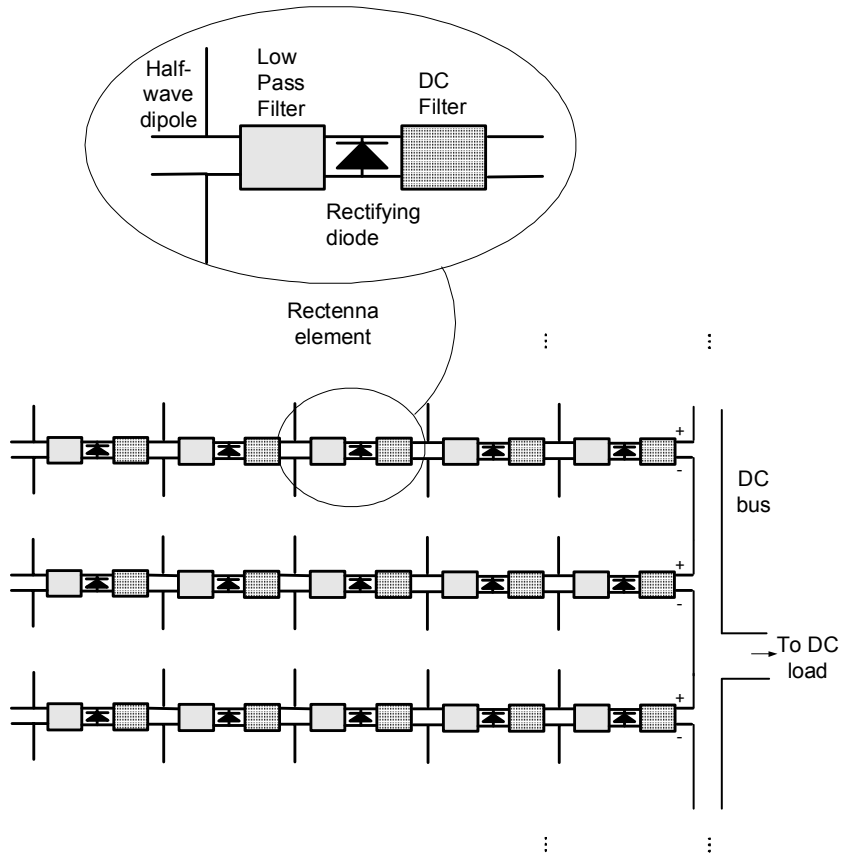 Half-
wave
dipole
Low
Pass
Filter
DC
Filter
Rectifying
diode
Rectenna
element
+
-
DC
bus
+
-
To DC
load
+
-